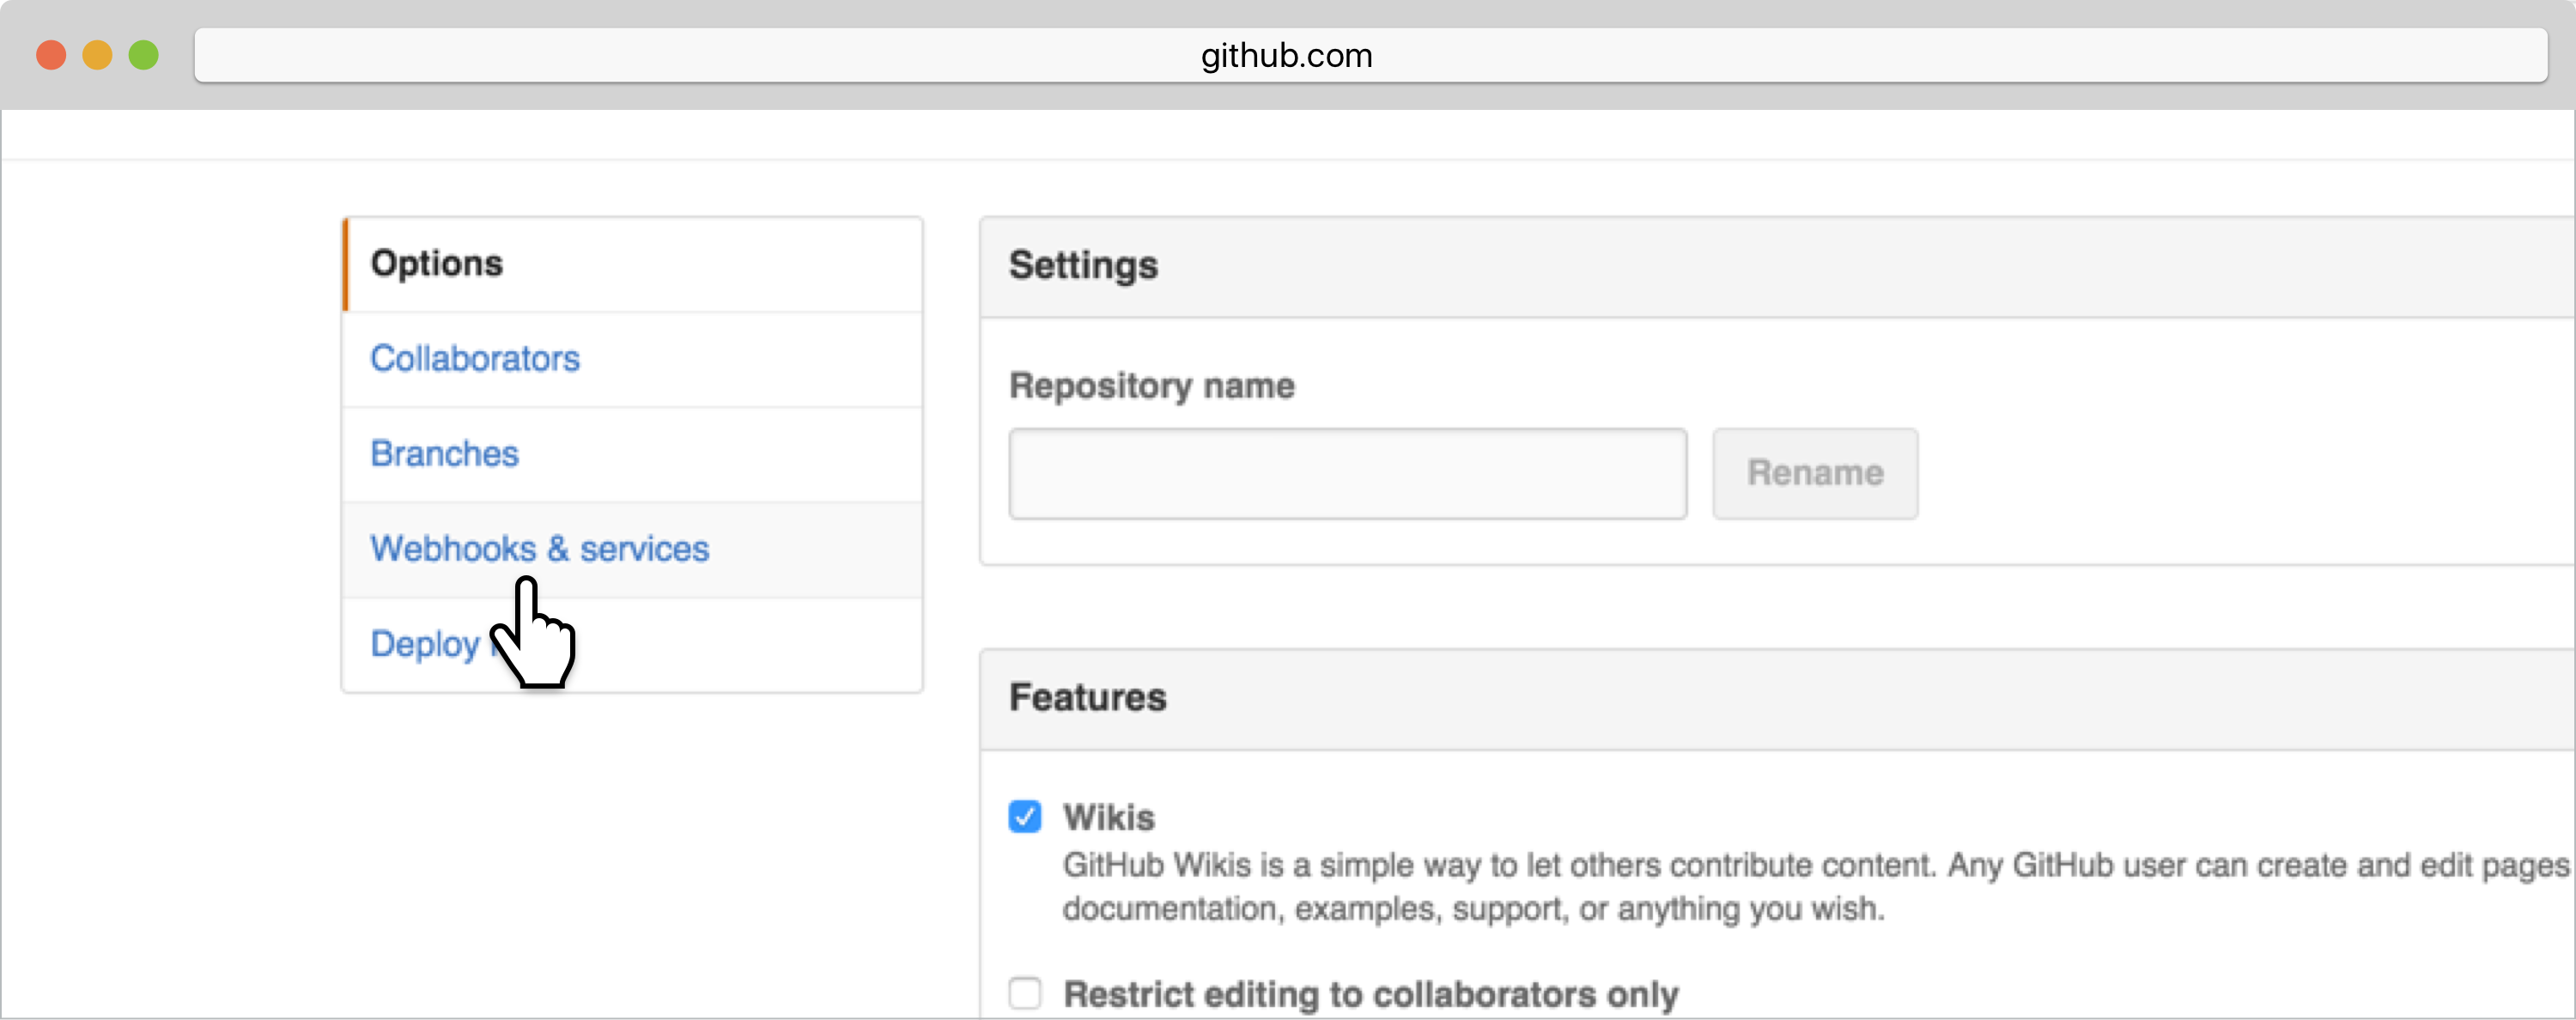 github.com
Options
Collaborators
Branches
Webhooks & services
Deploy
Settings
Repository name
Rename
Features
Wikis
GitHub Wikis is a simple way to let others contribute content. Any GitHub user can create and edit pages
documentation, examples, support, or anything you wish.
Restrict editing to collaborators only